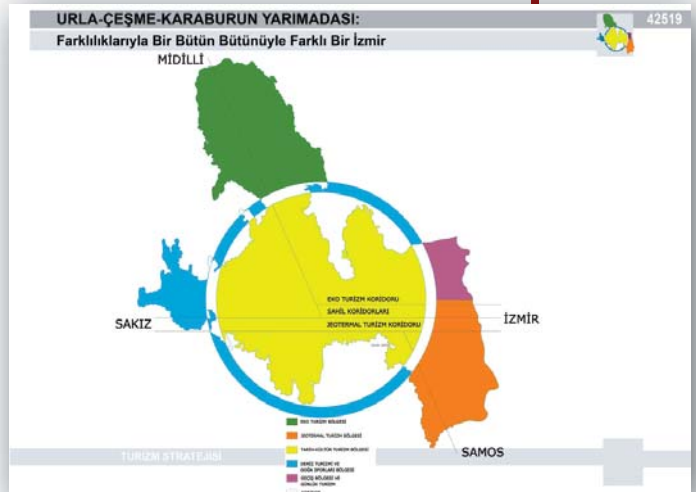 URLA-ÇEŞME-KARABURUN YARIMADASI:
42519
Farklılıklarıyla Bir Bütün Bütünüyle Farklı Bir İzmir
MİDİLLİ
EKO TURİZM KORİDORU
SAHİL KORİDORLARI
JEOTERMAL TURİZM KORİDORU
SAKIZ
İZMİR
SAMOS
EKO TURİZM BÖLGESİ
JEOTERMAL TURİZM BÖLGESİ
TARİH-KÜLTÜR TURİZM BÖLGESİ
DENİZ TURİZMİ VE
DOĞA SPORLARI BÖLGESİ
GEÇİŞ BÖLGESİ VE
GÜNLÜK TURİZM
TURİZM STRATEJİSİ